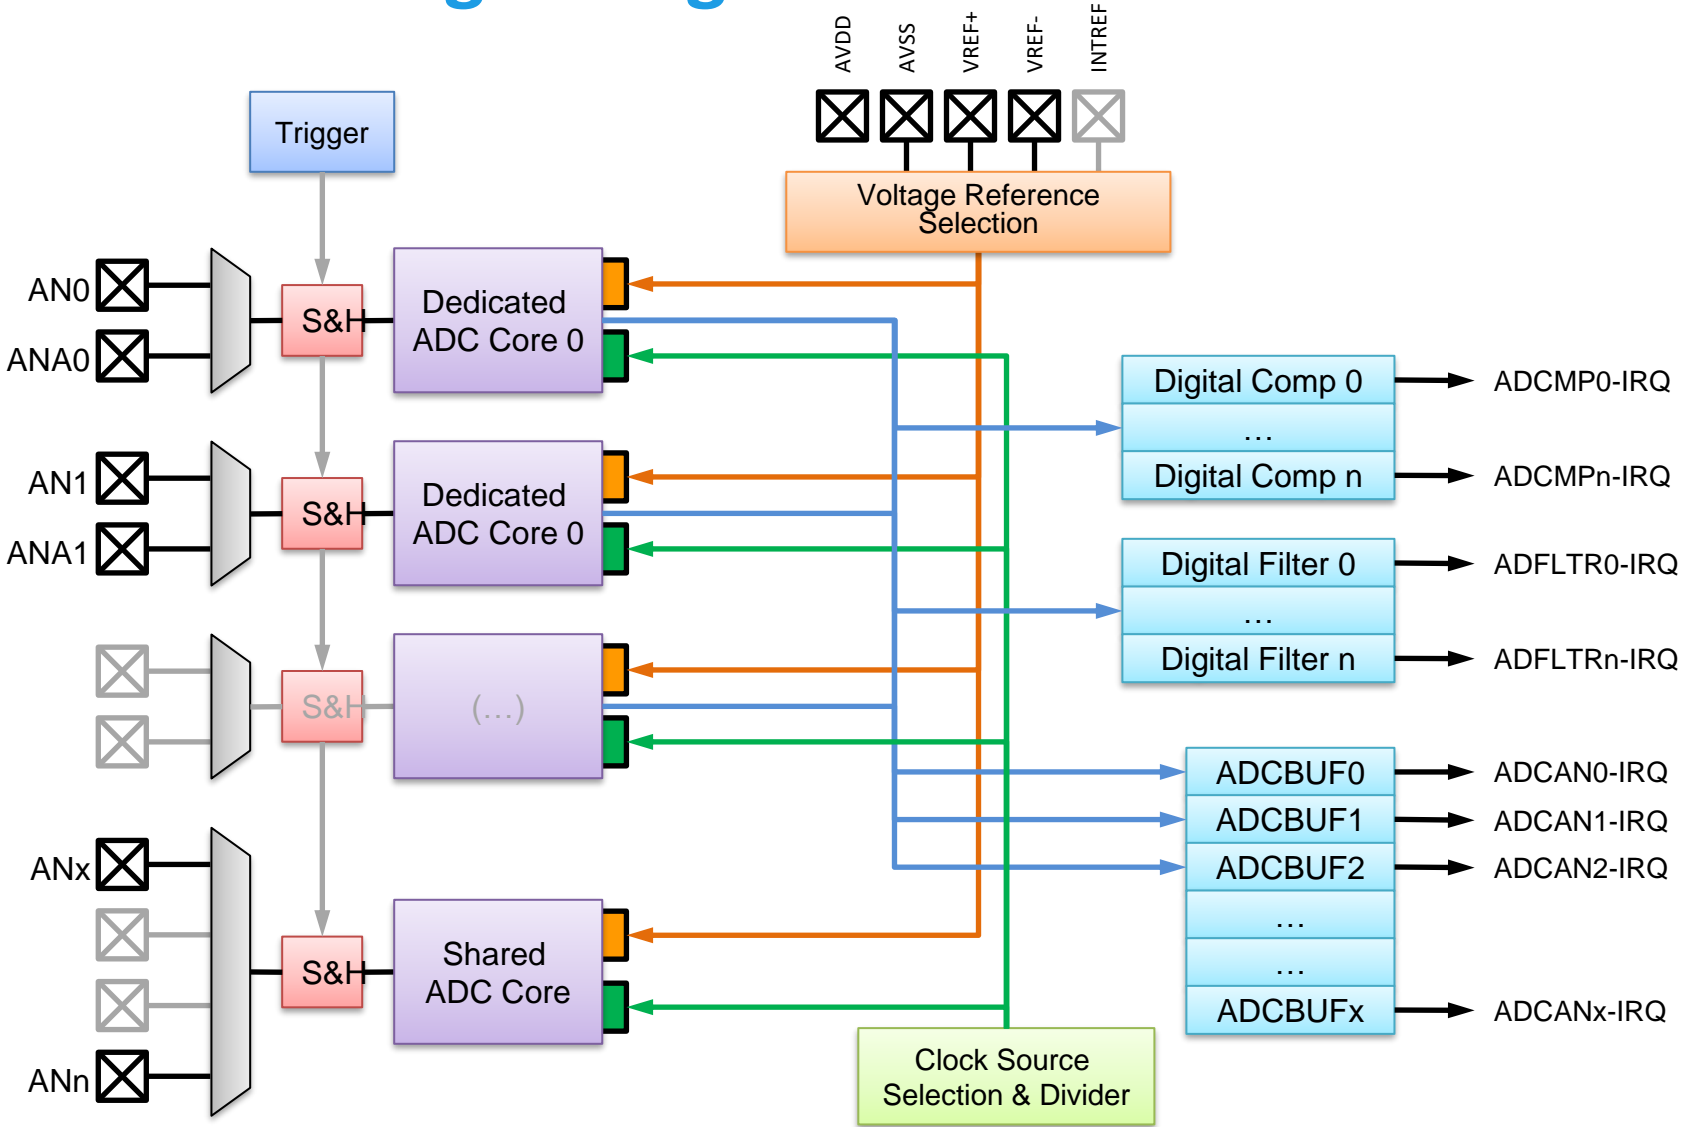 AVDD
AVSS
VREF+
VREF-
INTREF
Trigger
Voltage Reference
Selection
AN0
ANA0
S&H
Dedicated
ADC Core 0
Digital Comp 0
...
Digital Comp n
ADCMP0-IRQ
ADCMPn-IRQ
AN1
ANA1
S&H
Dedicated
ADC Core 0
Digital Filter 0
...
Digital Filter n
ADFLTR0-IRQ
ADFLTRn-IRQ
S&H
(...)
ADCBUF0
ADCBUF1
ADCBUF2
...
...
ADCBUFx
ADCAN0-IRQ
ADCAN1-IRQ
ADCAN2-IRQ
ADCANx-IRQ
ANx
ANn
S&H
Shared
ADC Core
Clock Source
Selection & Divider